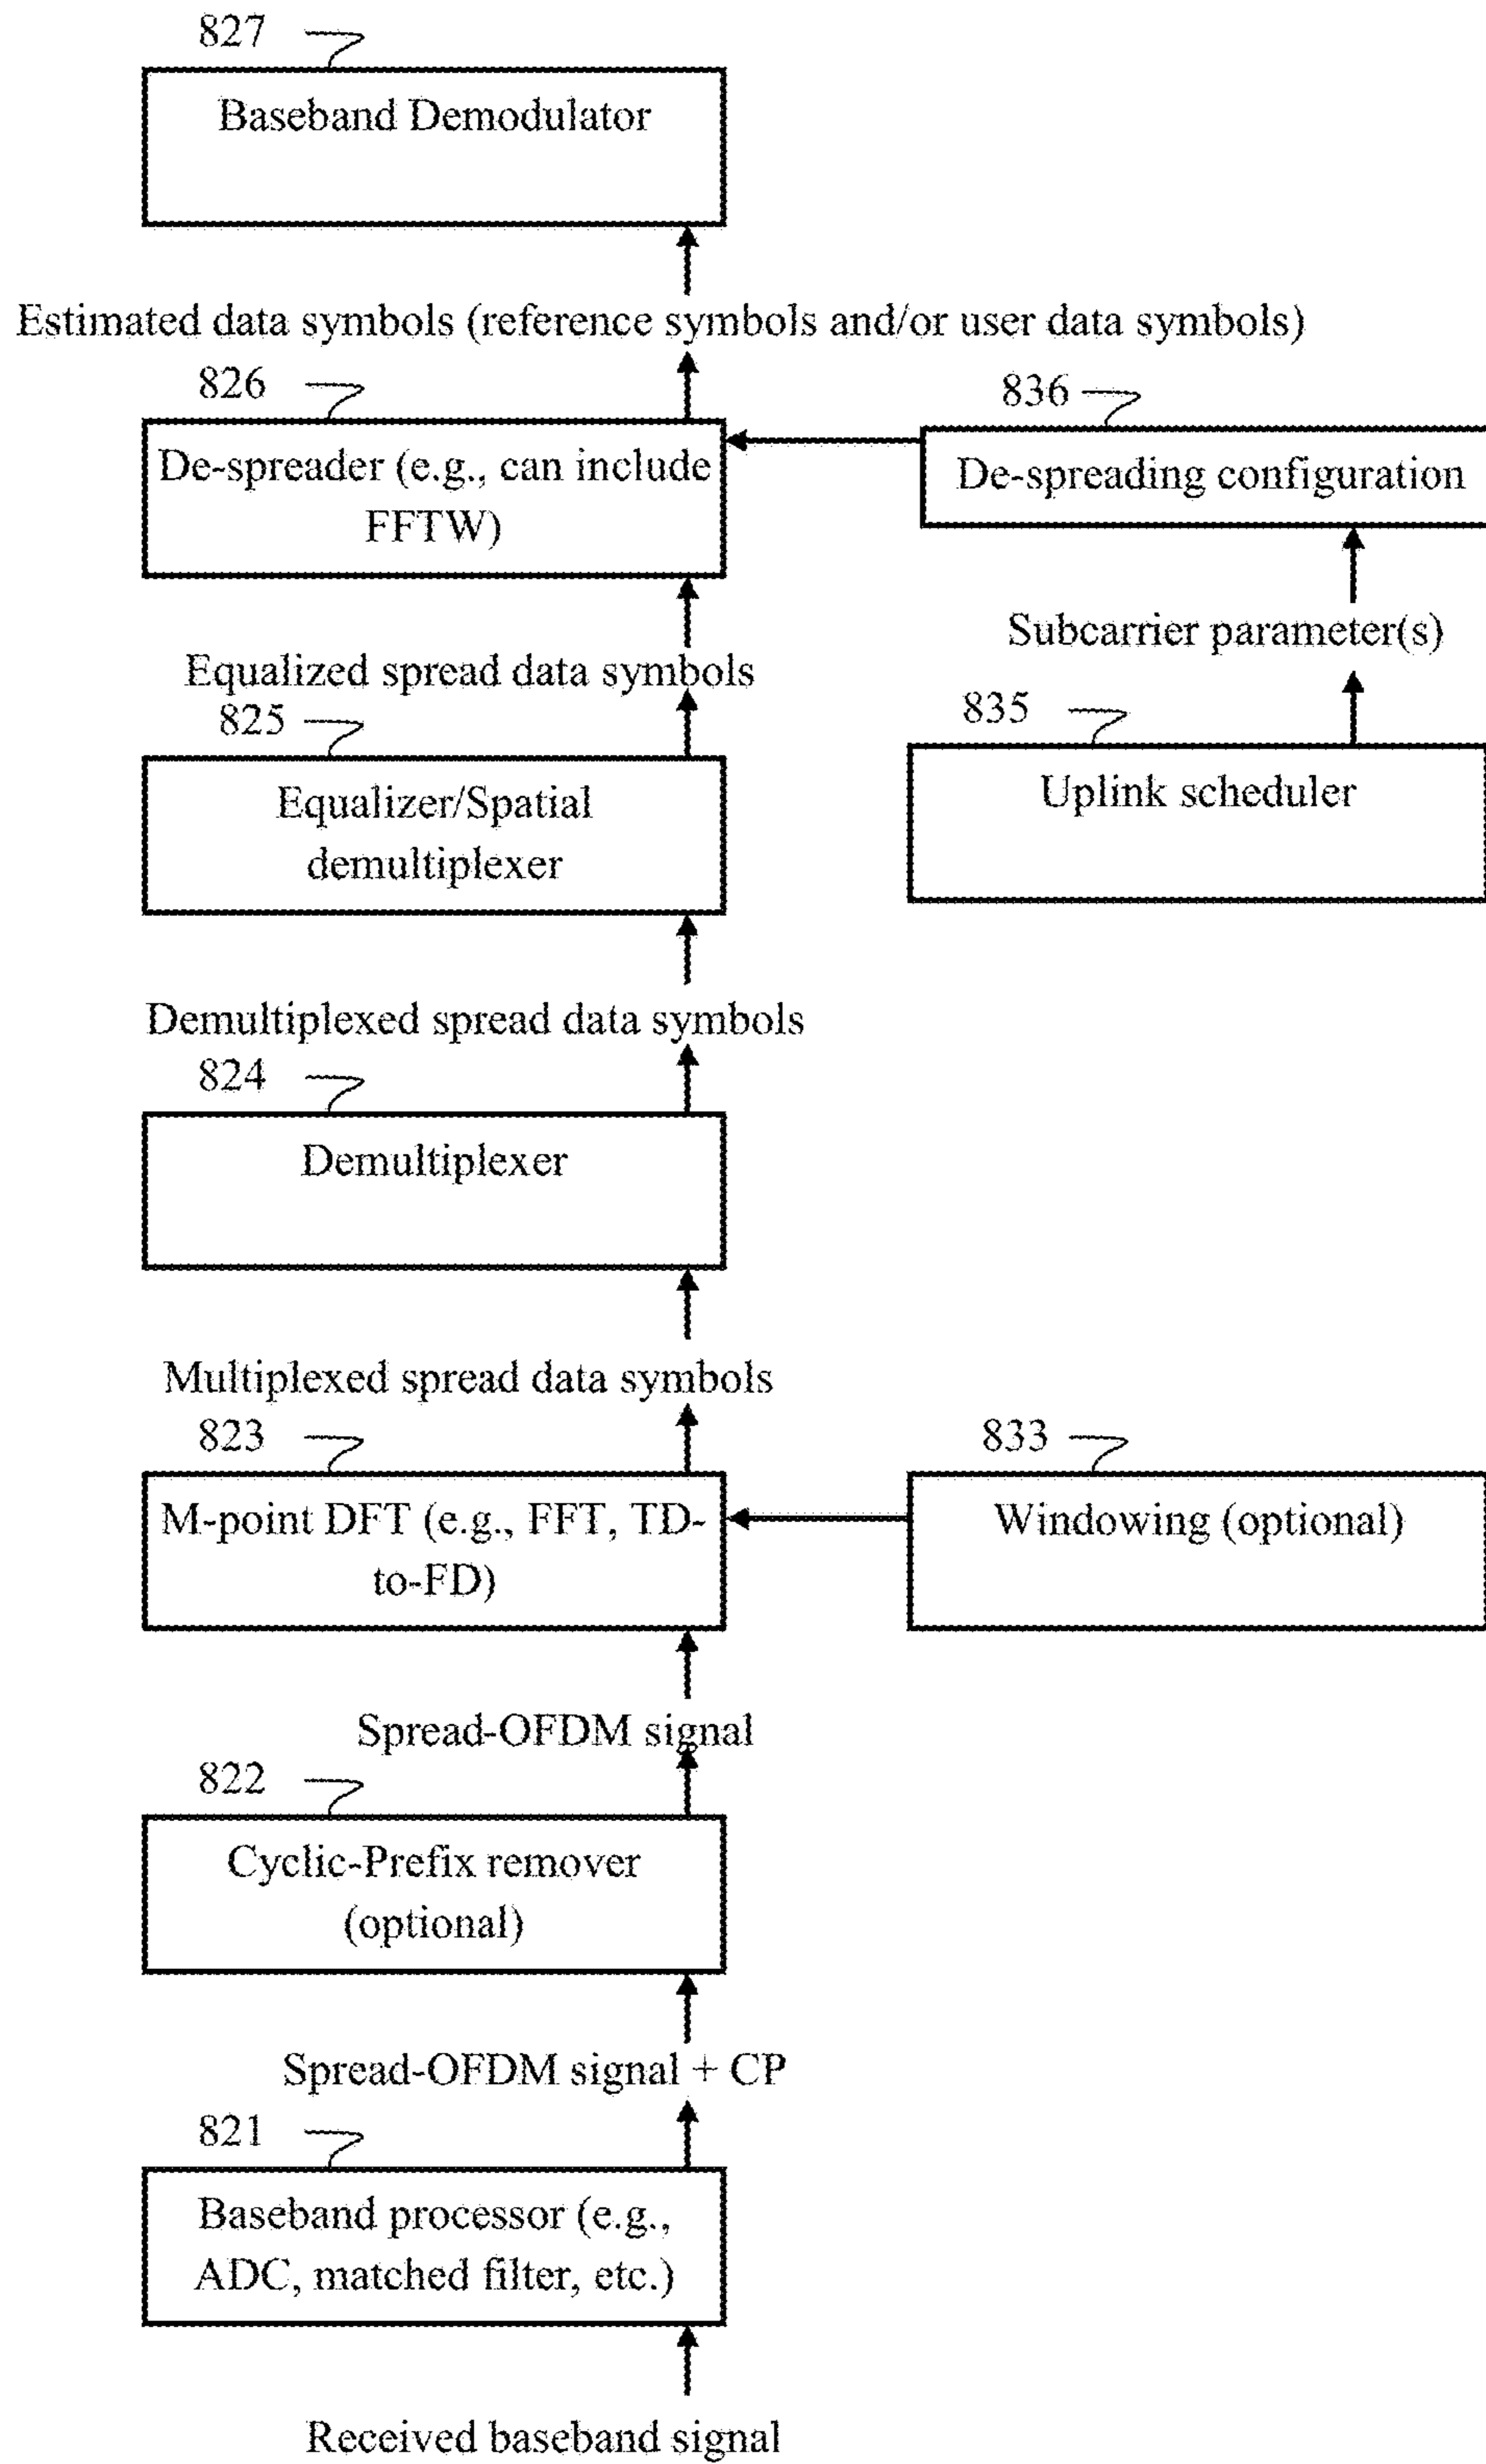 827
Baseband Demodulator
Estimated data symbols (reference symbols and/or user data symbols)
826
836
De-spreader (e.g., can include
FFTW)
De-spreading configuration
Subcarrier parameter(s)
Equalized spread data symbols
825
835
Equalizer/Spatial
demultiplexer
Uplink scheduler
Demultiplexed spread data symbols
824
Demultiplexer
Multiplexed spread data symbols
823
833
M-point DFT (e.g., FFT, TD-
to-FD)
Windowing (optional)
Spread-OFDM signal
822
Cyclic-Prefix remover
(optional)
Spread-OFDM signal + CP
821
Baseband processor (e.g.,
ADC, matched filter, etc.)
Received baseband signal